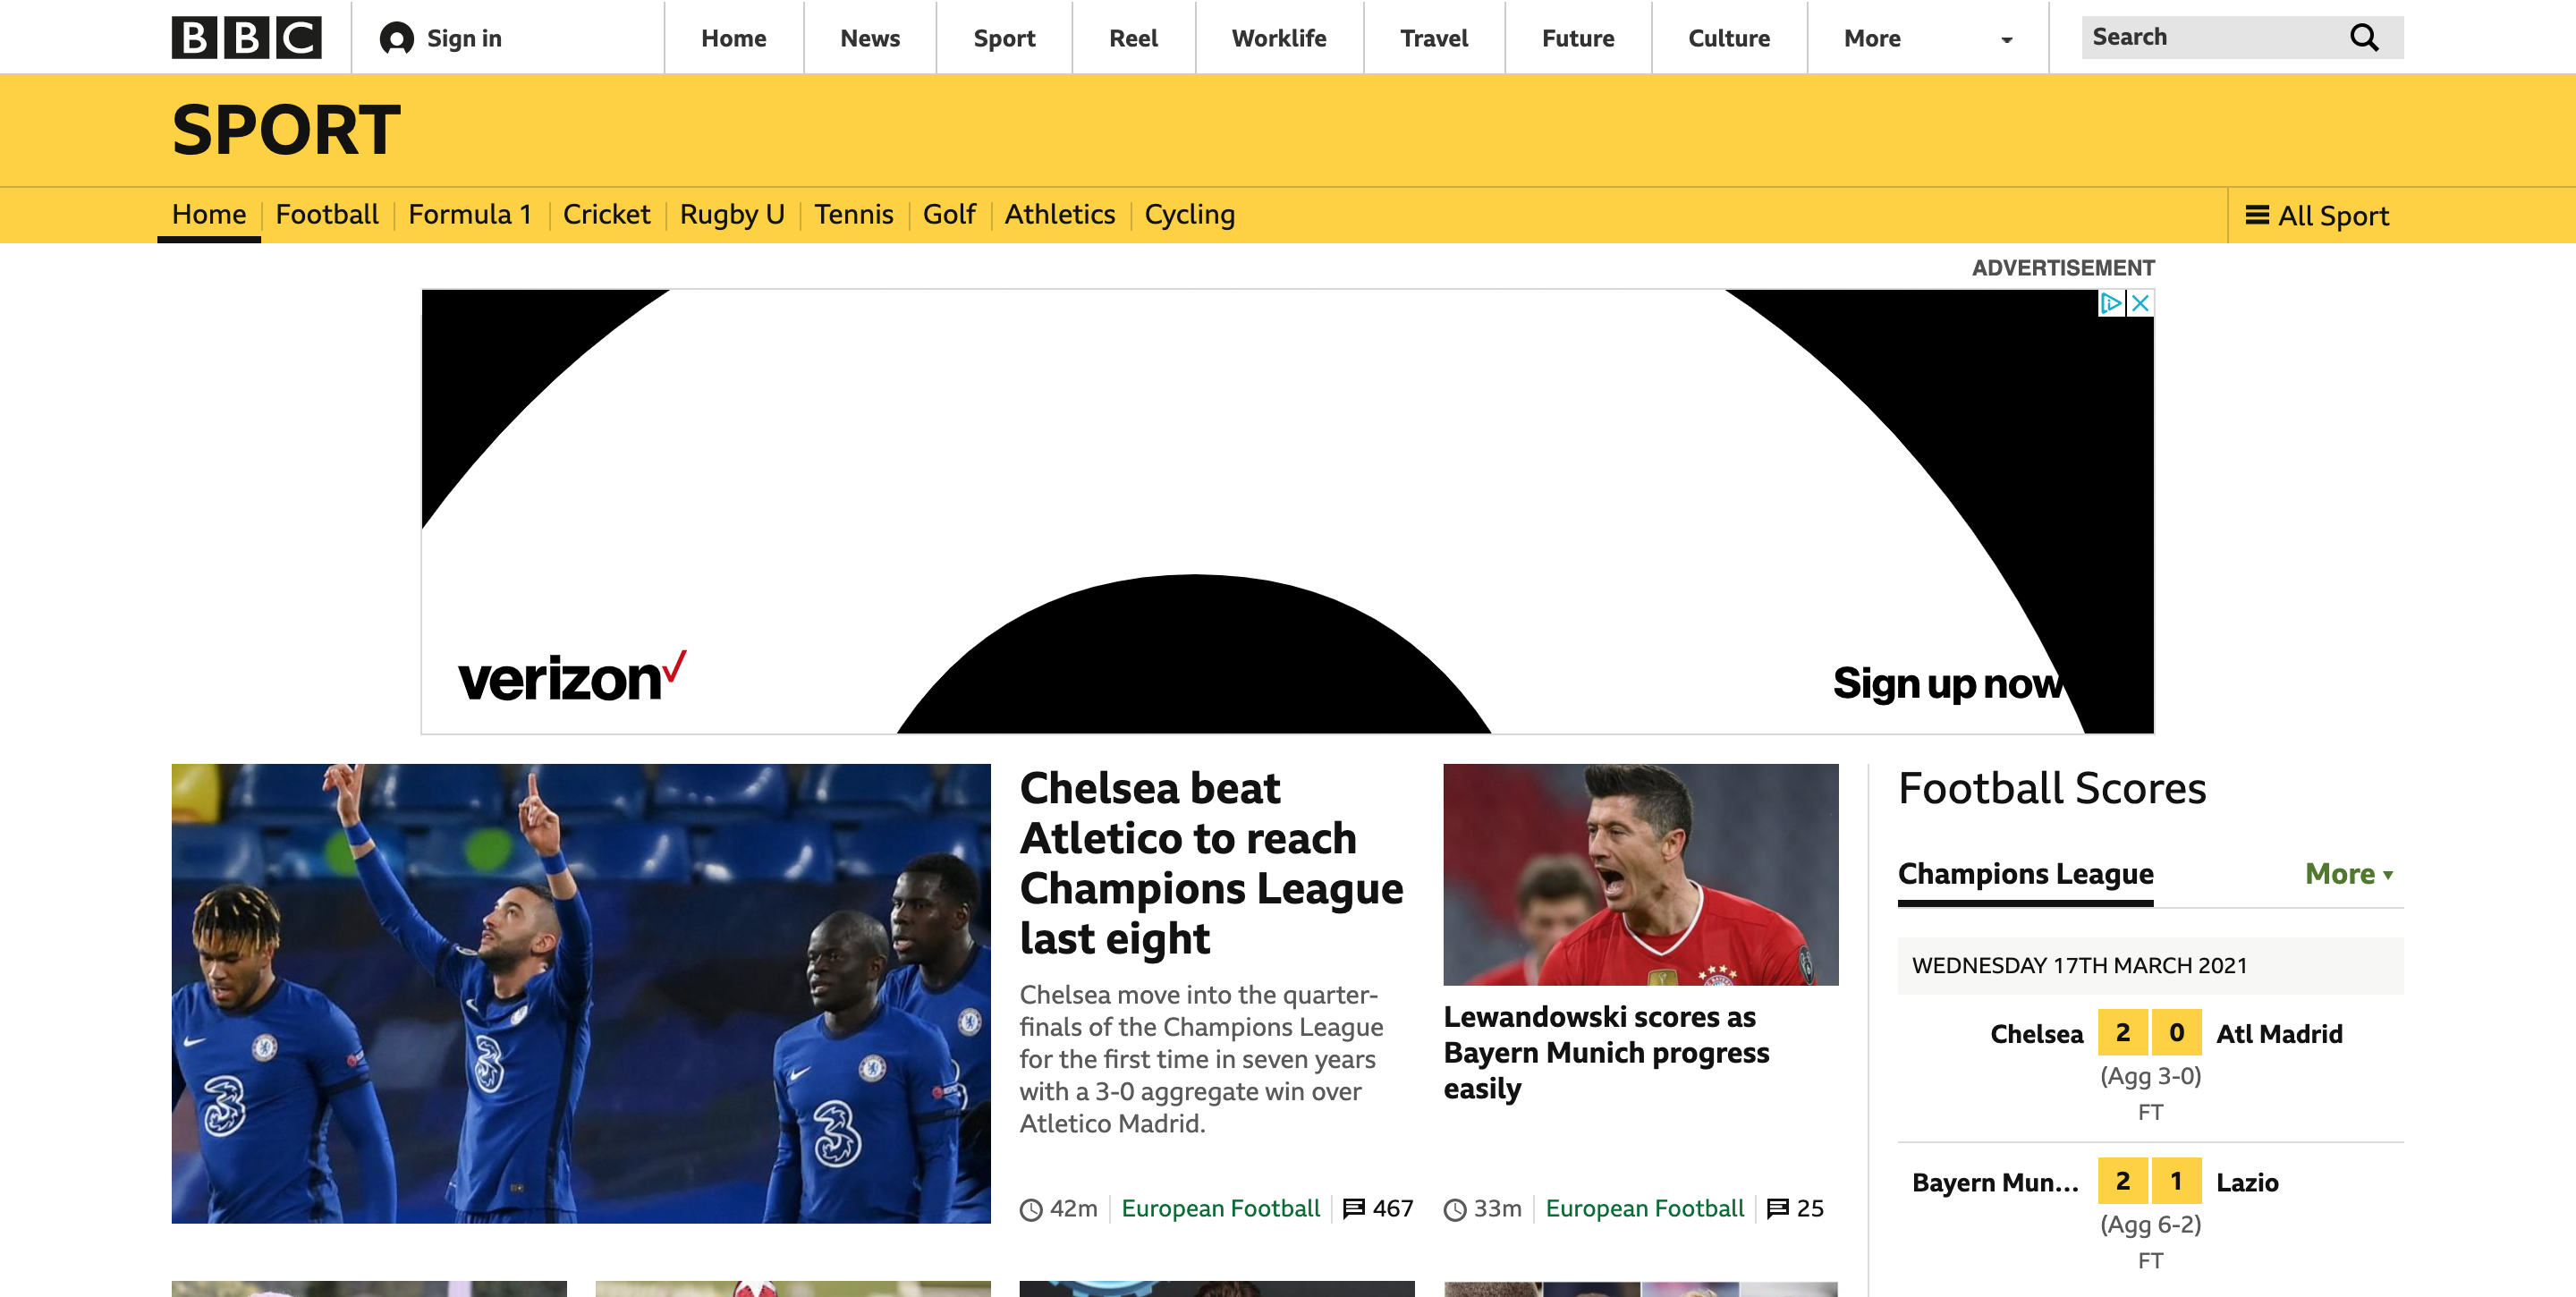 BBC
Sign in
Home
News
Sport
Reel
Worklife
Travel
Future
Culture
More
Search
SPORT
Home
Football
Formula 1
Cricket
Rugby U
Tennis
Golf
Athletics
Cycling
All Sport
ADVERTISEMENT
verizon
Sign up now
Chelsea beat
Atletico to reach
Champions League
last eight
Chelsea move into the quarter-
finals of the Champions League
for the first time in seven years
with a 3-0 aggregate win over
Atletico Madrid.
42m
European Football
467
Lewandowski scores as
Bayern Munich progress
easily
33m
European Football
25
Football Scores
Champions League
More
WEDNESDAY 17TH MARCH 2021
Chelsea 2 0 Atl Madrid
(Agg 3-0)
FT
Bayern Mun... 2 1 Lazio
(Agg 6-2)
FT
3
3
3